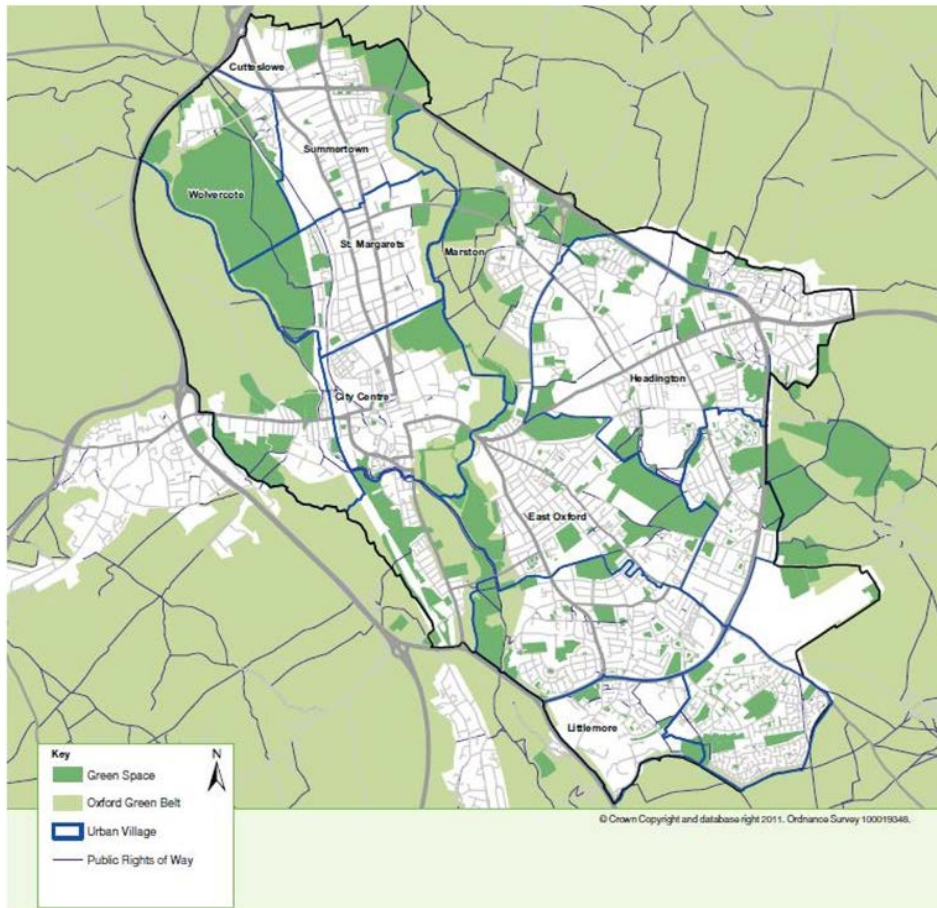 Cutteslowe
Summertown
Wolvercote
St. Margarets
Marston
Headington
City Centre
East Oxford
Littlemore
Key
N
Green Space
Oxford Green Belt
Urban Village
Public Rights of Way
© Crown Copyright and database right 2011. Ordnance Survey 100019348.